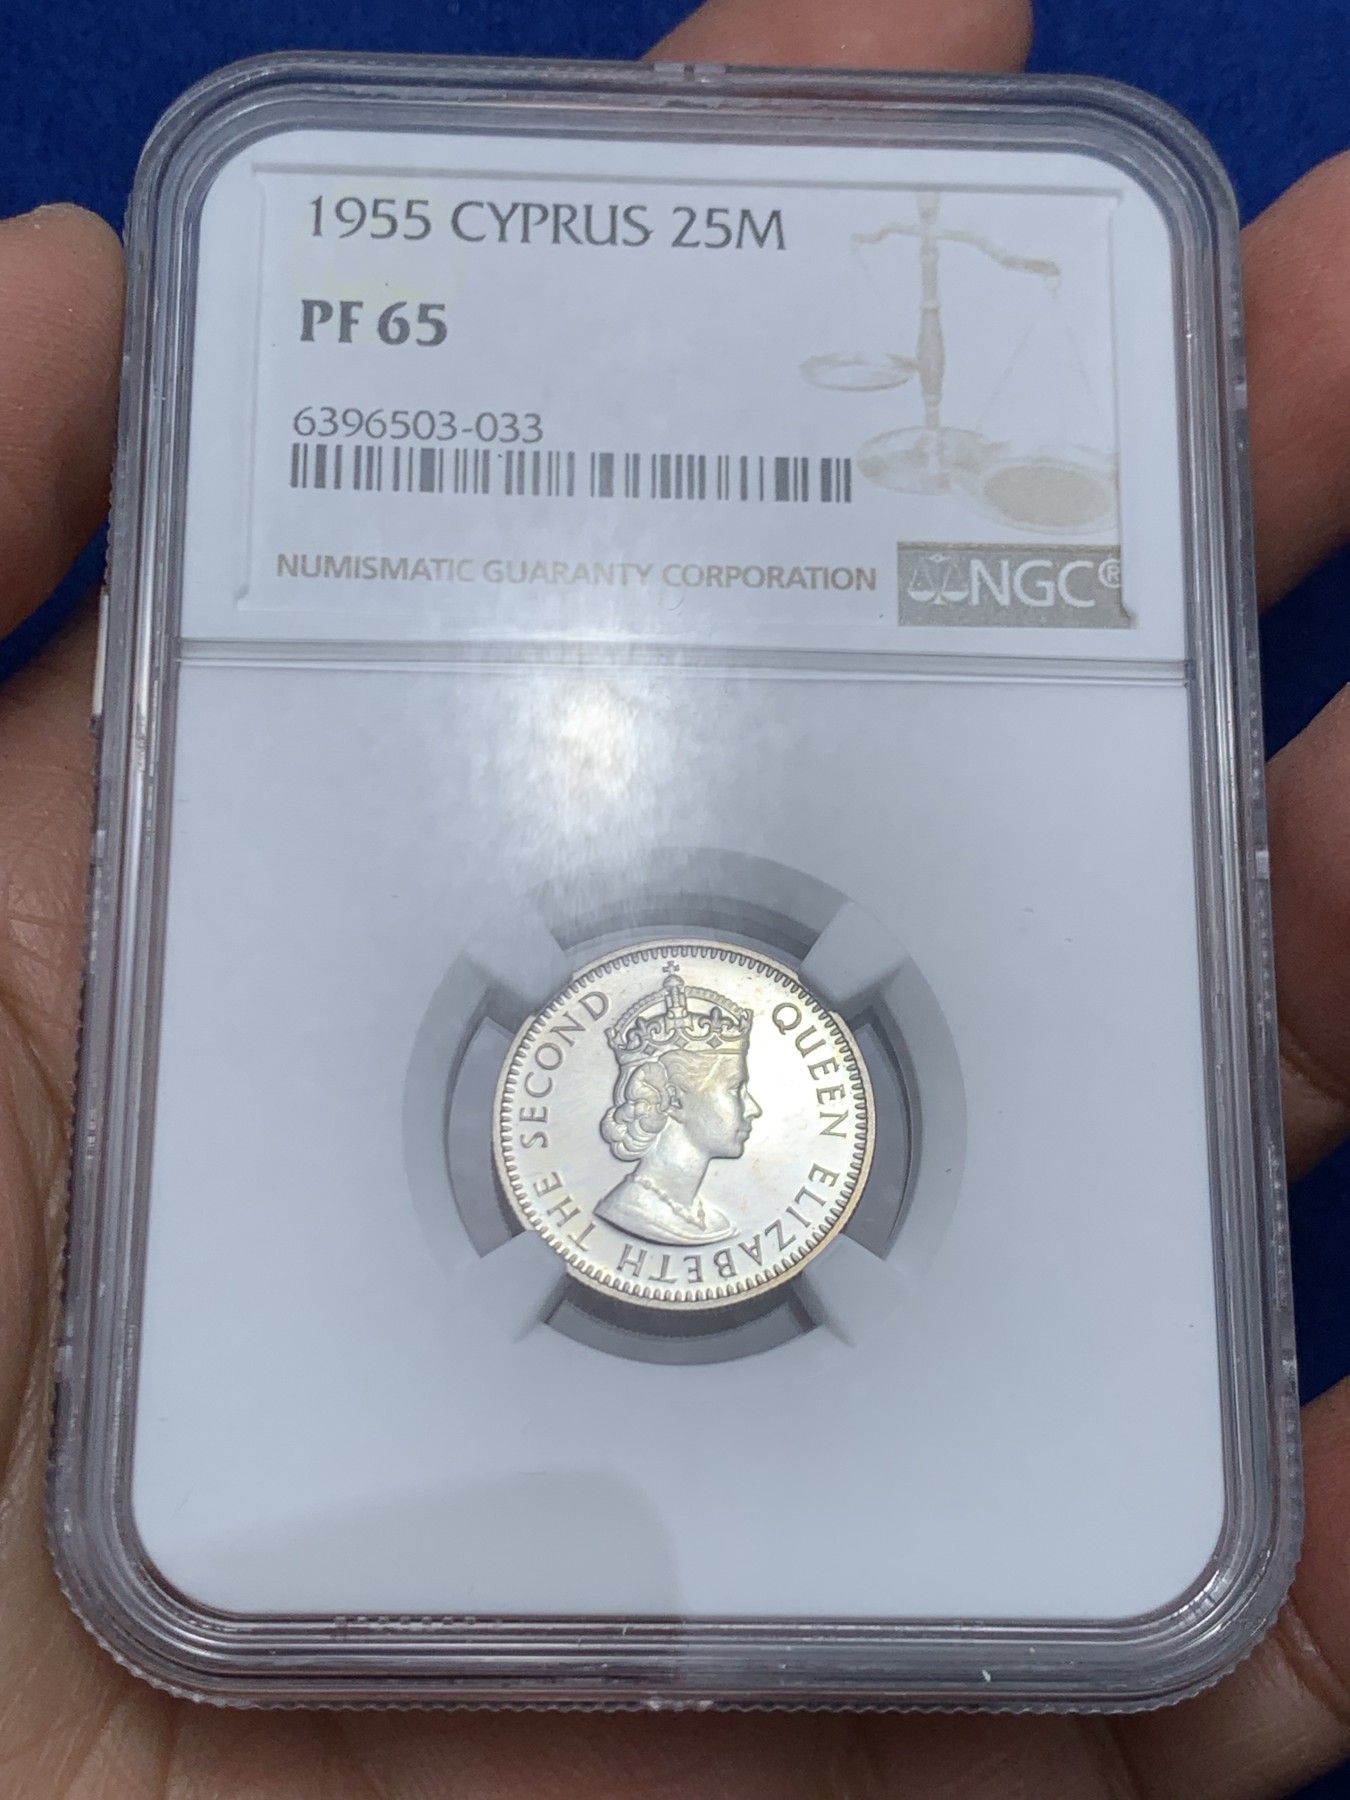 1955 CYPRUS 25M
PF 65
6396503-033
NUMISMATIC GUARANTY CORPORATION
NGC®
QUEEN ELIZABETH THE SECOND